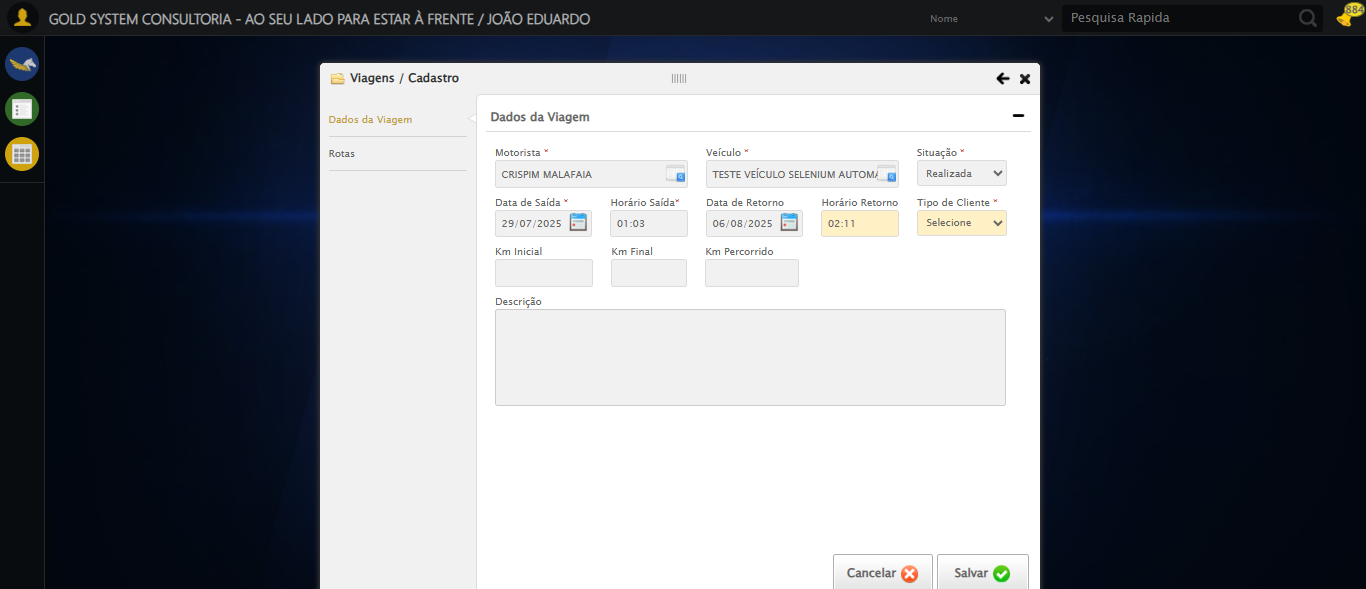 GOLD SYSTEM CONSULTORIA - AO SEU LADO PARA ESTAR À FRENTE / JOÃO EDUARDO
Nome
Pesquisa Rapida
884
Viagens / Cadastro
Dados da Viagem
Rotas
Dados da Viagem
Motorista * Veículo * Situação *
CRISPIM MALAFAIA TESTE VEÍCULO SELENIUM AUTOMA Realizada
Data de Saída * Horário Saída* Data de Retorno Horário Retorno Tipo de Cliente *
29/07/2025 01:03 06/08/2025 02:11 Selecione
Km Inicial Km Final Km Percorrido
Descrição
Cancelar Salvar